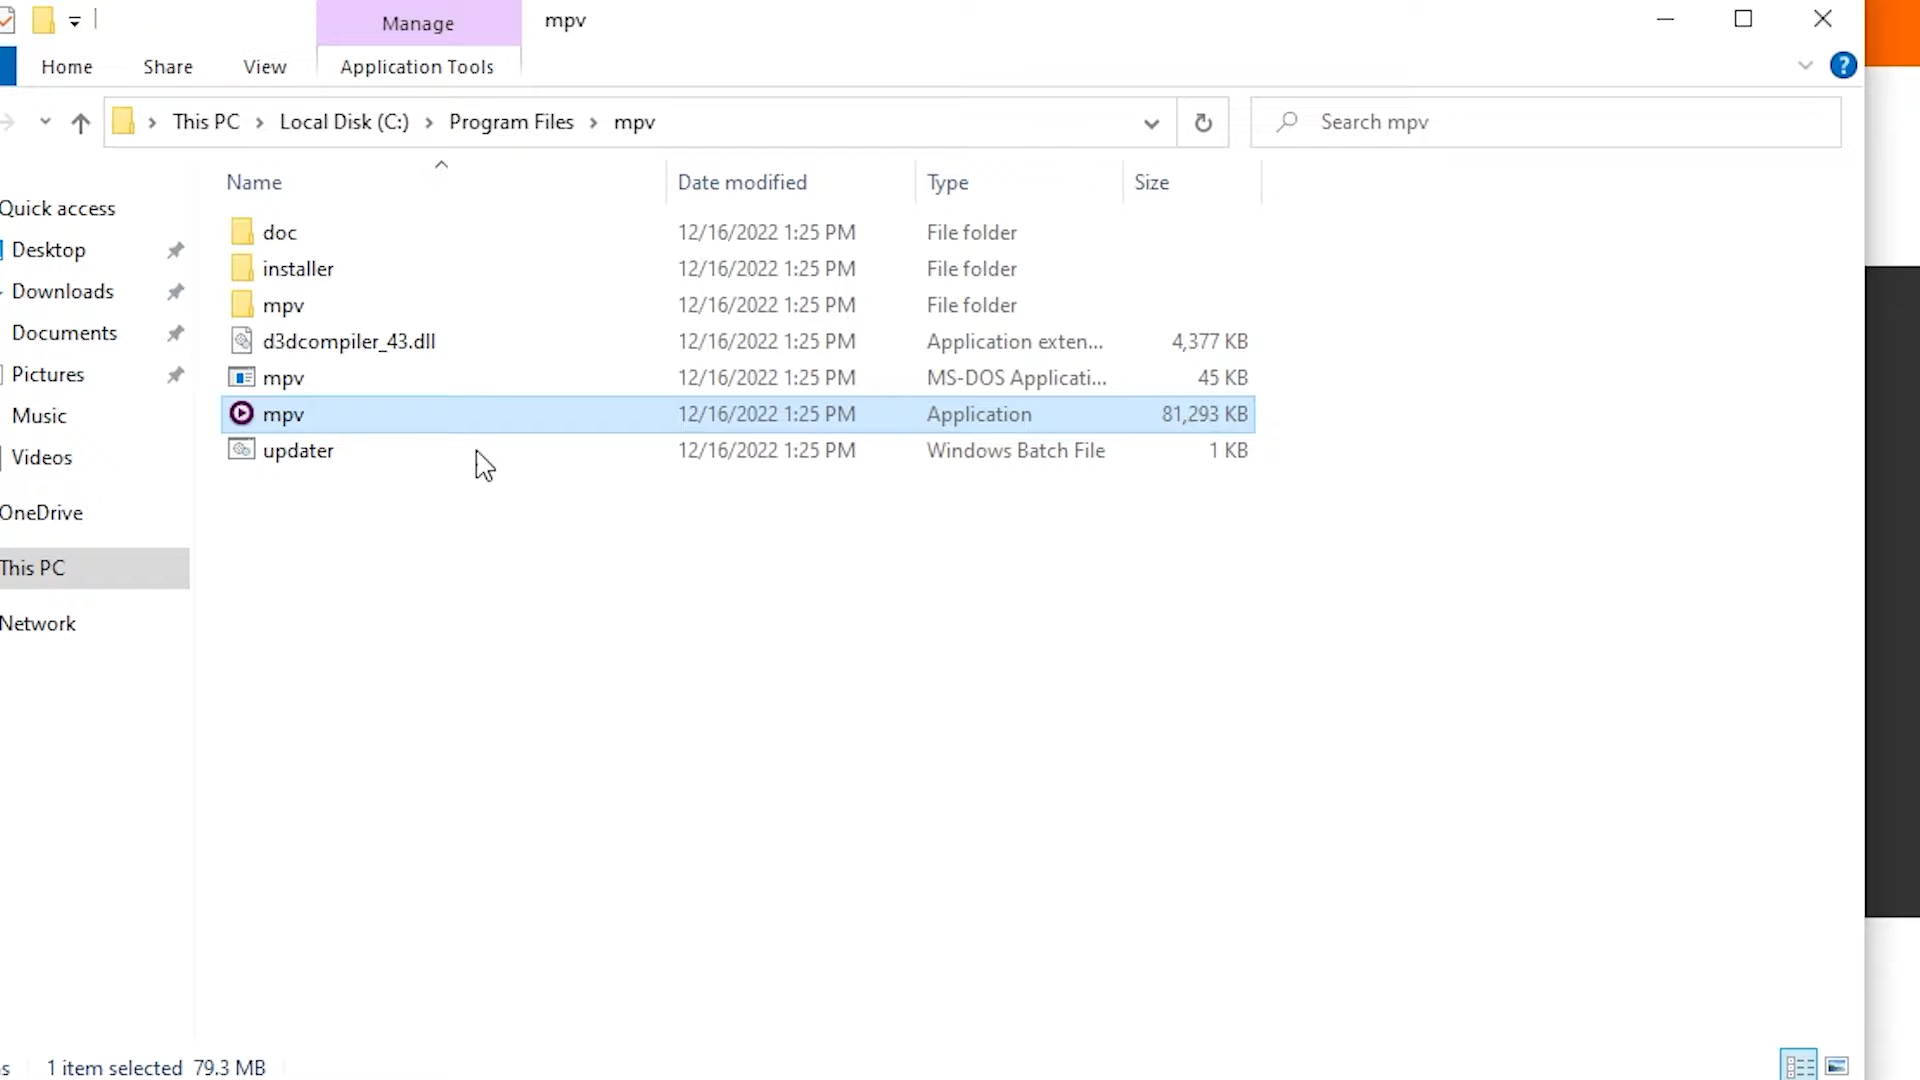 Manage mpv
Home Share View Application Tools
This PC Local Disk (C:) Program Files mpv Search mpv
Name Date modified Type Size
Quick access
Desktop
Downloads
Documents
Pictures
Music
Videos
OneDrive
This PC
Network
doc 12/16/2022 1:25 PM File folder
installer 12/16/2022 1:25 PM File folder
mpv 12/16/2022 1:25 PM File folder
d3dcompiler_43.dll 12/16/2022 1:25 PM Application exten... 4,377 KB
mpv 12/16/2022 1:25 PM MS-DOS Applicati... 45 KB
mpv 12/16/2022 1:25 PM Application 81,293 KB
updater 12/16/2022 1:25 PM Windows Batch File 1 KB
1 item selected 79.3 MB